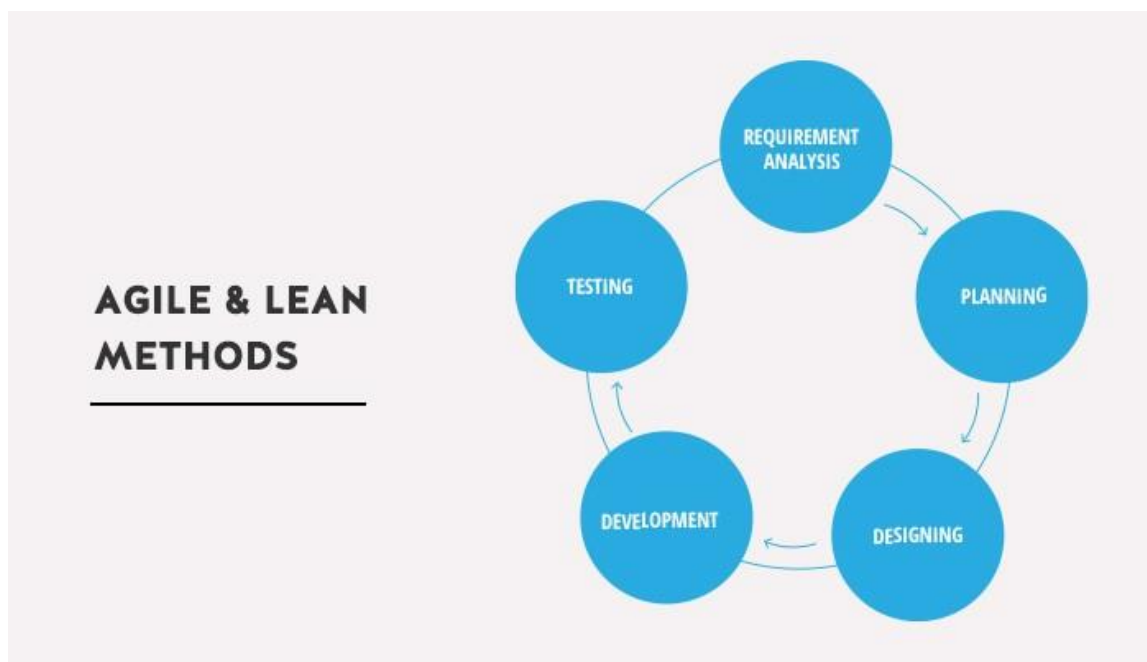 AGILE & LEAN
METHODS
REQUIREMENT
ANALYSIS
PLANNING
DESIGNING
DEVELOPMENT
TESTING